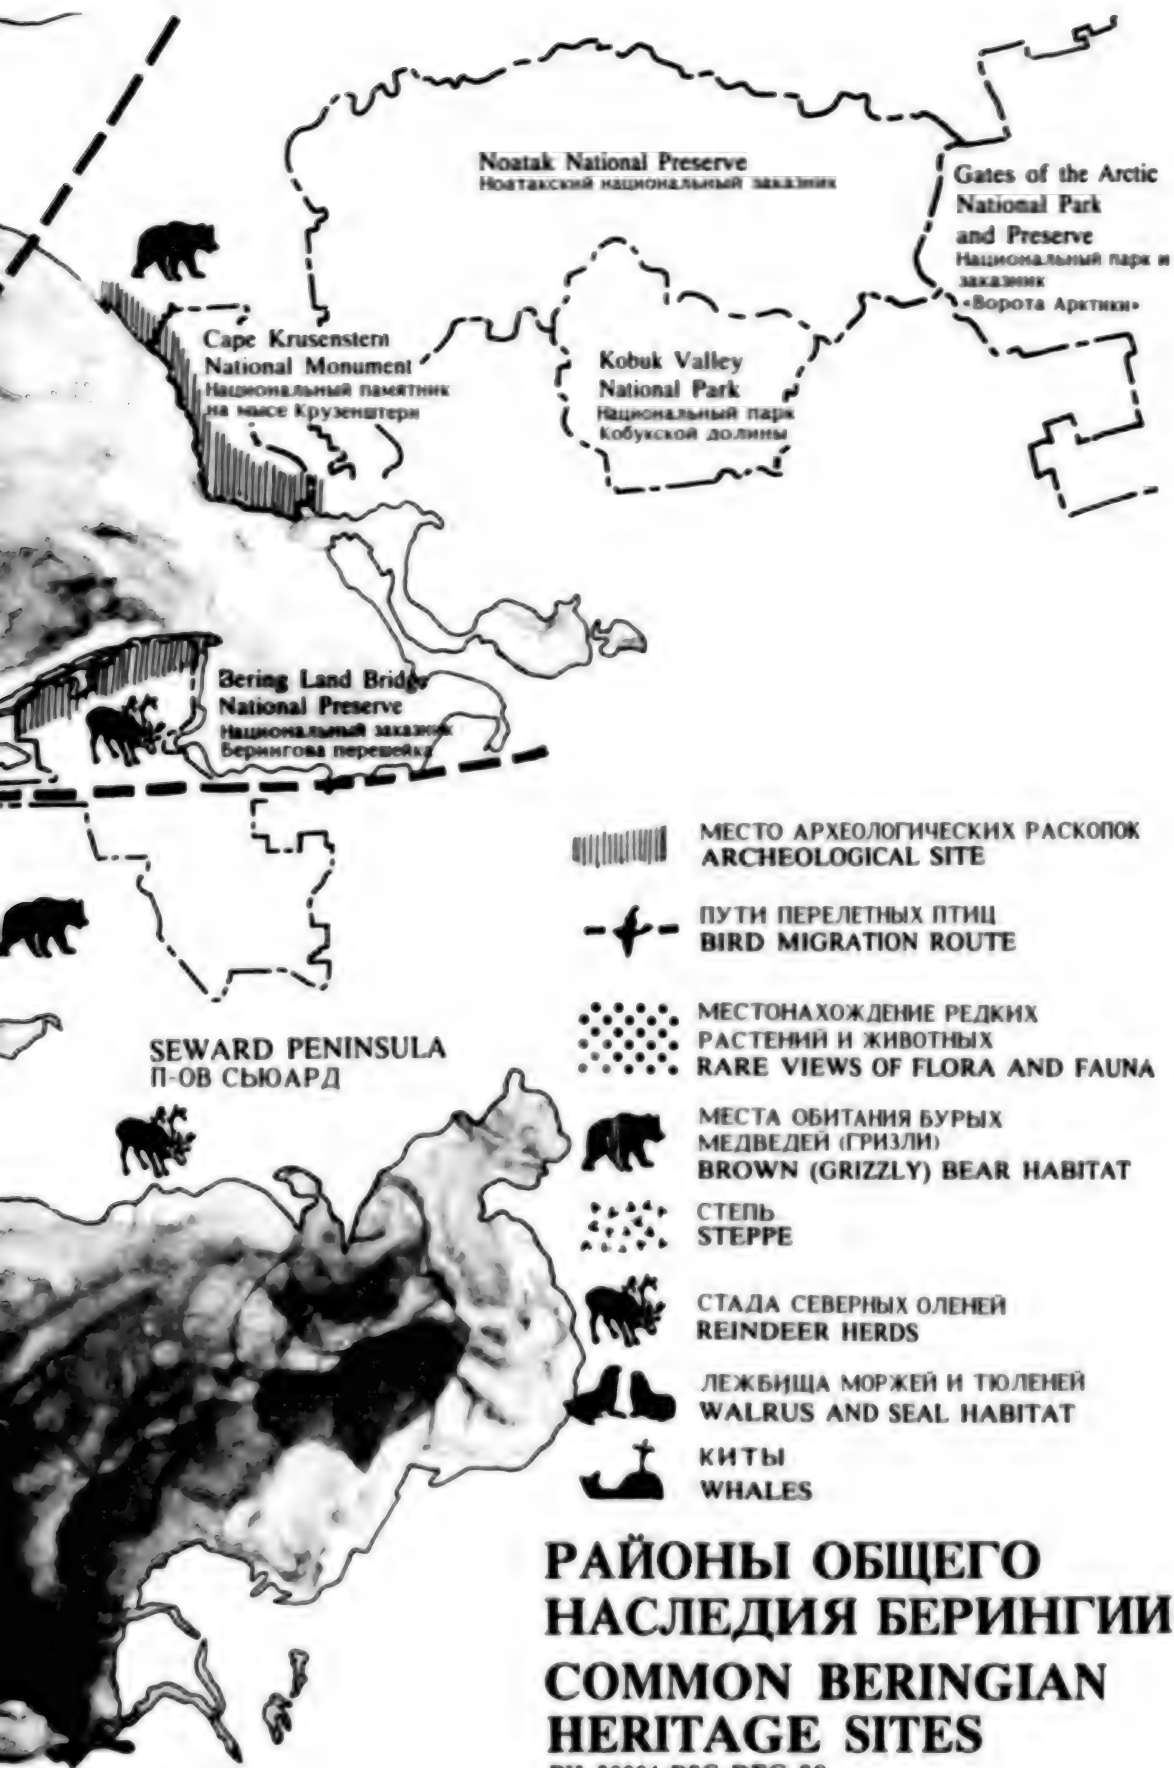 Noatak National Preserve
Ноатакский национальный заказник
Gates of the Arctic
National Park
and Preserve
Национальный парк и
заказник
«Ворота Арктики»
Cape Krusenstern
National Monument
Национальный памятник
на мысе Крузенштерн
Kobuk Valley
National Park
Национальный парк
Кобукской долины
Bering Land Bridge
National Preserve
Национальный заказник
Берингова перешейка
МЕСТО АРХЕОЛОГИЧЕСКИХ РАСКОПОК
ARCHEOLOGICAL SITE
ПУТИ ПЕРЕЛЕТНЫХ ПТИЦ
BIRD MIGRATION ROUTE
МЕСТОНАХОЖДЕНИЕ РЕДКИХ
РАСТЕНИЙ И ЖИВОТНЫХ
RARE VIEWS OF FLORA AND FAUNA
SEWARD PENINSULA
П-ОВ СЬЮАРД
МЕСТА ОБИТАНИЯ БУРЫХ
МЕДВЕДЕЙ (ГРИЗЛИ)
BROWN (GRIZZLY) BEAR HABITAT
СТЕПЬ
STEPPE
СТАДА СЕВЕРНЫХ ОЛЕНЕЙ
REINDEER HERDS
ЛЕЖБИЩА МОРЖЕЙ И ТЮЛЕНЕЙ
WALRUS AND SEAL HABITAT
КИТЫ
WHALES
РАЙОНЫ ОБЩЕГО
НАСЛЕДИЯ БЕРИНГИИ
COMMON BERINGIAN
HERITAGE SITES